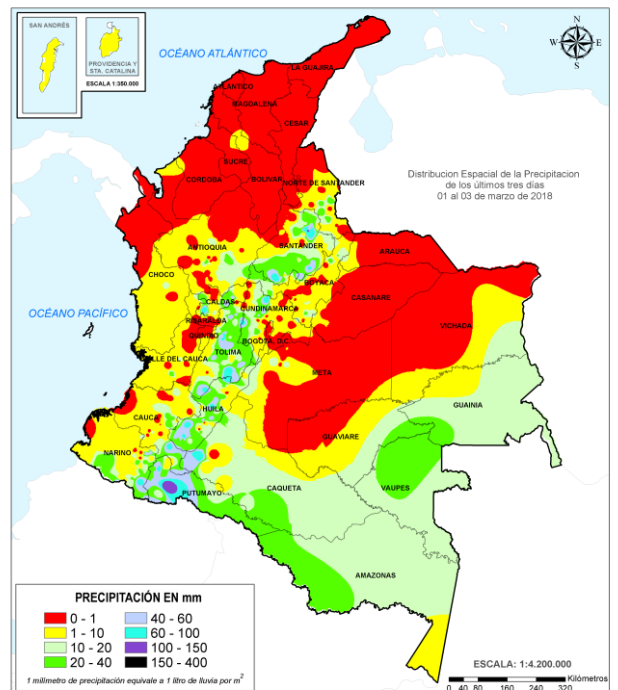 SAN ANDRÉS
PROVIDENCIA Y
STA. CATALINA
ESCALA 1:350.000
OCÉANO ATLÁNTICO
N
W
E
S
LA GUAJIRA
ATLANTICO
MAGDALENA
CESAR
SUCRE
CORDOBA
BOLIVAR
NORTE DE SANTANDER
Distribucion Espacial de la Precipitacion
de los últimos tres días
01 al 03 de marzo de 2018
ANTIOQUIA
SANTANDER
ARAUCA
CHOCO
BOYACA
CASANARE
CALDAS
CUNDINAMARCA
OCÉANO PACÍFICO
RISARALDA
VICHADA
QUINDIO
BOGOTA, D.C.
TOLIMA
VALLE DEL CAUCA
META
GUAINIA
HUILA
CAUCA
GUAVIARE
NARINO
CAQUETA
VAUPES
PUTUMAYO
AMAZONAS
PRECIPITACIÓN EN mm
0 - 1
40 - 60
1 - 10
60 - 100
10 - 20
100 - 150
20 - 40
150 - 400
1 milimetro de precipitación equivale a 1 litro de lluvia por m²
ESCALA: 1:4.200.000
Kilómetros
0 40 80 160 240 320